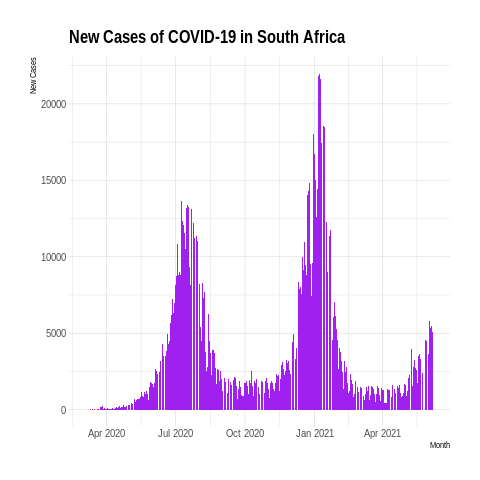 New Cases of COVID-19 in South Africa
New Cases
20000
15000
10000
5000
0
Apr 2020 Jul 2020 Oct 2020 Jan 2021 Apr 2021
Month